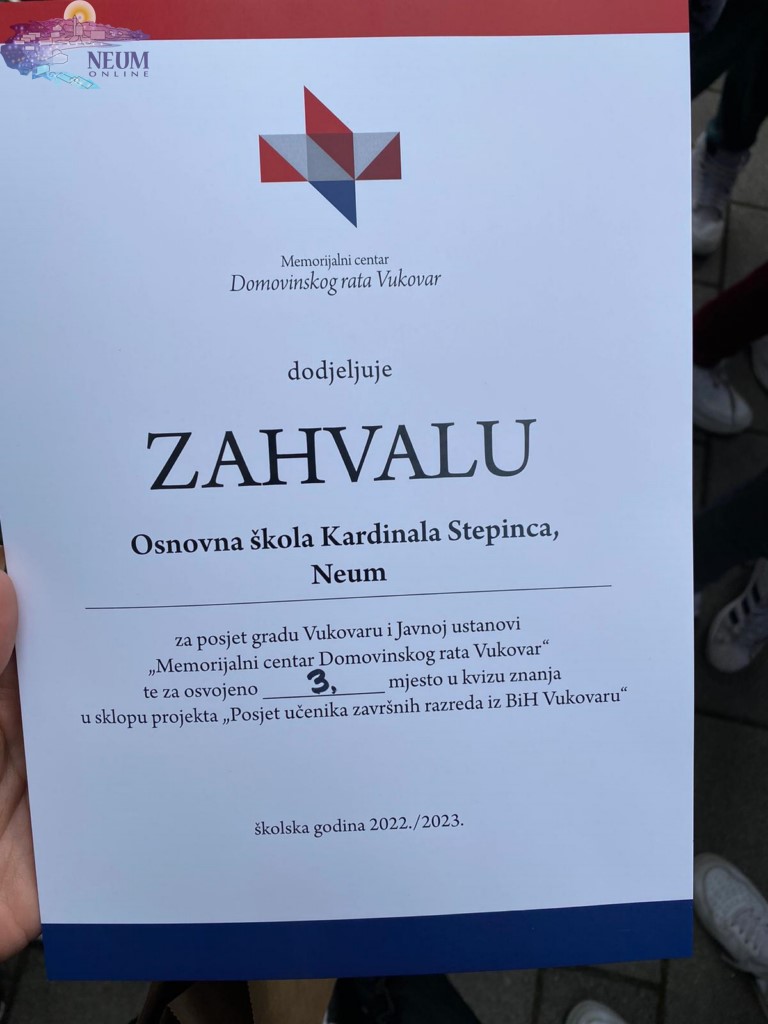 NEUM
ONLINE
Memorijalni centar
Domovinskog rata Vukovar
dodjeljuje
ZAHVALU
Osnovna škola Kardinala Stepinca,
Neum
za posjet gradu Vukovaru i Javnoj ustanovi
„Memorijalni centar Domovinskog rata Vukovar“
te za osvojeno 3, mjesto u kvizu znanja
u sklopu projekta „Posjet učenika završnih razreda iz BiH Vukovaru“
školska godina 2022./2023.